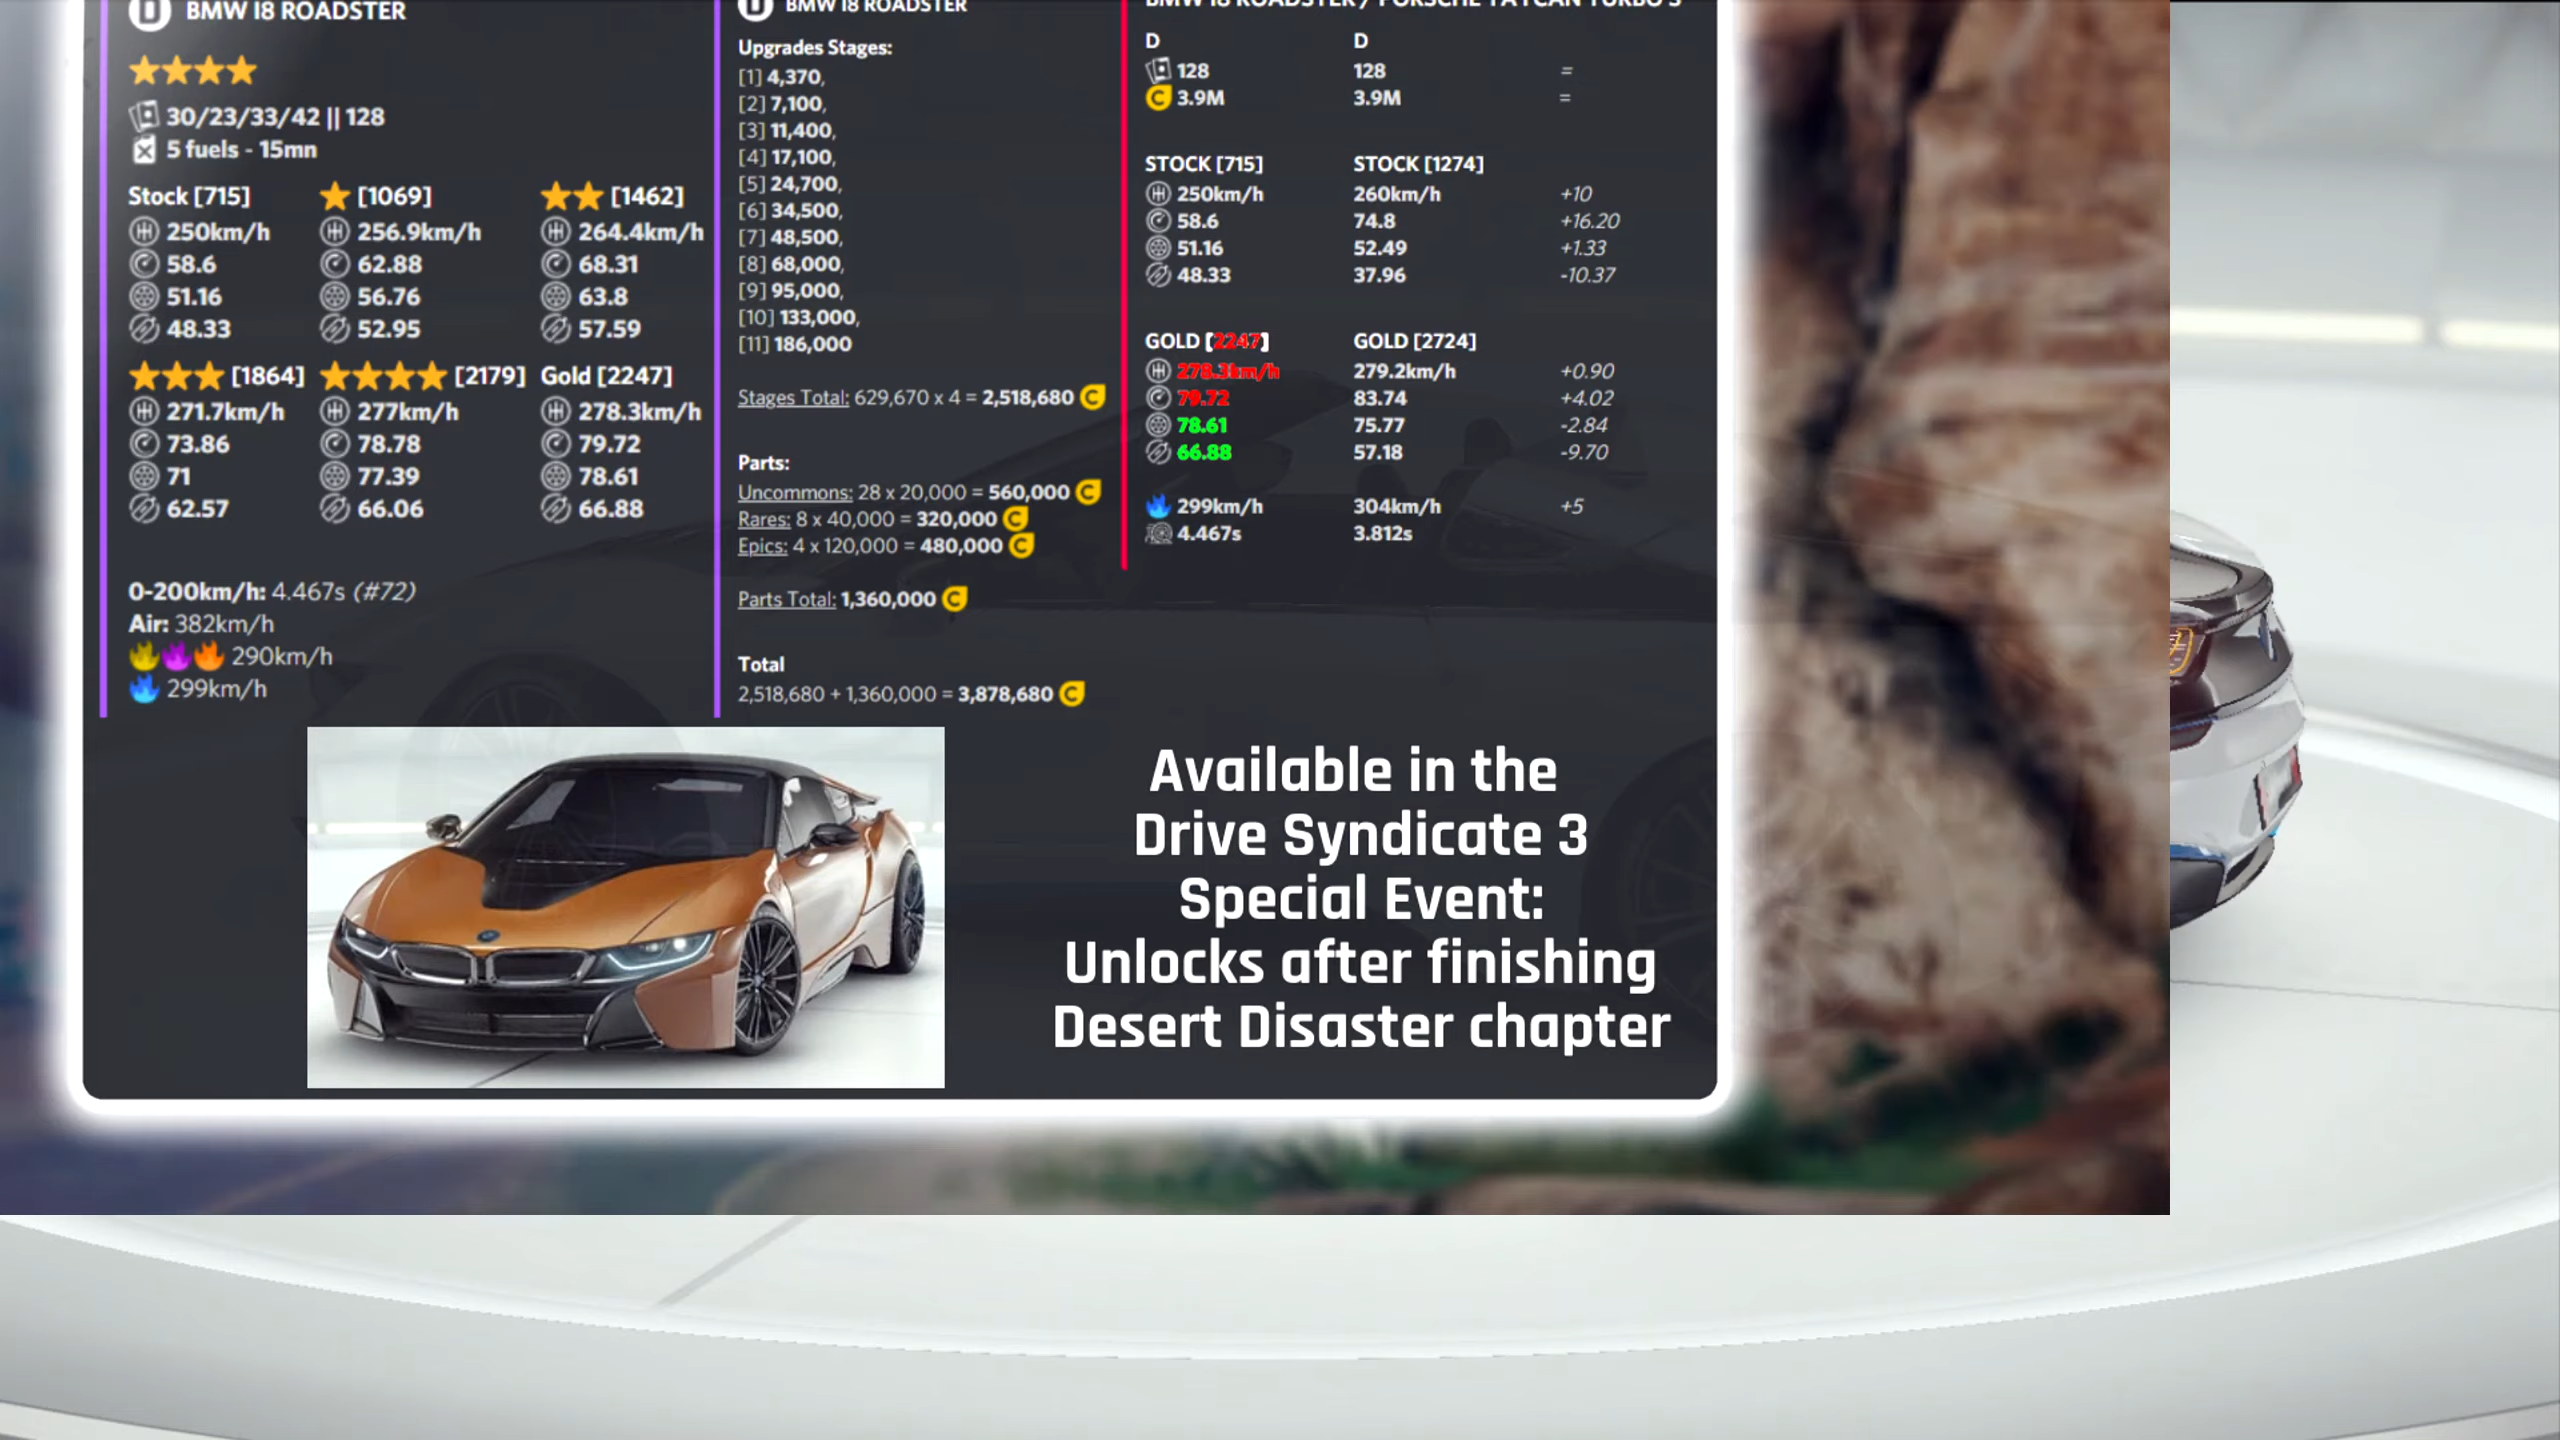 BMW I8 ROADSTER
30/23/33/42 || 128
5 fuels - 15mn
Stock [715] [1069] [1462]
250km/h 256.9km/h 264.4km/h
58.6 62.88 68.31
51.16 56.76 63.8
48.33 52.95 57.59
[1864] [2179] Gold [2247]
271.7km/h 277km/h 278.3km/h
73.86 78.78 79.72
71 77.39 78.61
62.57 66.06 66.88
0-200km/h: 4.467s (#72)
Air: 382km/h
290km/h
299km/h
BMW I8 ROADSTER
Upgrades Stages:
[1] 4,370,
[2] 7,100,
[3] 11,400,
[4] 17,100,
[5] 24,700,
[6] 34,500,
[7] 48,500,
[8] 68,000,
[9] 95,000,
[10] 133,000,
[11] 186,000
Stages Total: 629,670 x 4 = 2,518,680
Parts:
Uncommons: 28 x 20,000 = 560,000
Rares: 8 x 40,000 = 320,000
Epics: 4 x 120,000 = 480,000
Parts Total: 1,360,000
Total
2,518,680 + 1,360,000 = 3,878,680
BMW I8 ROADSTER / PORSCHE TAYCAN TURBO S
D D
128 128 =
3.9M 3.9M =
STOCK [715] STOCK [1274]
250km/h 260km/h +10
58.6 74.8 +16.20
51.16 52.49 +1.33
48.33 37.96 -10.37
GOLD [2247] GOLD [2724]
278.3km/h 279.2km/h +0.90
79.72 83.74 +4.02
78.61 75.77 -2.84
66.88 57.18 -9.70
299km/h 304km/h +5
4.467s 3.812s
Available in the
Drive Syndicate 3
Special Event:
Unlocks after finishing
Desert Disaster chapter